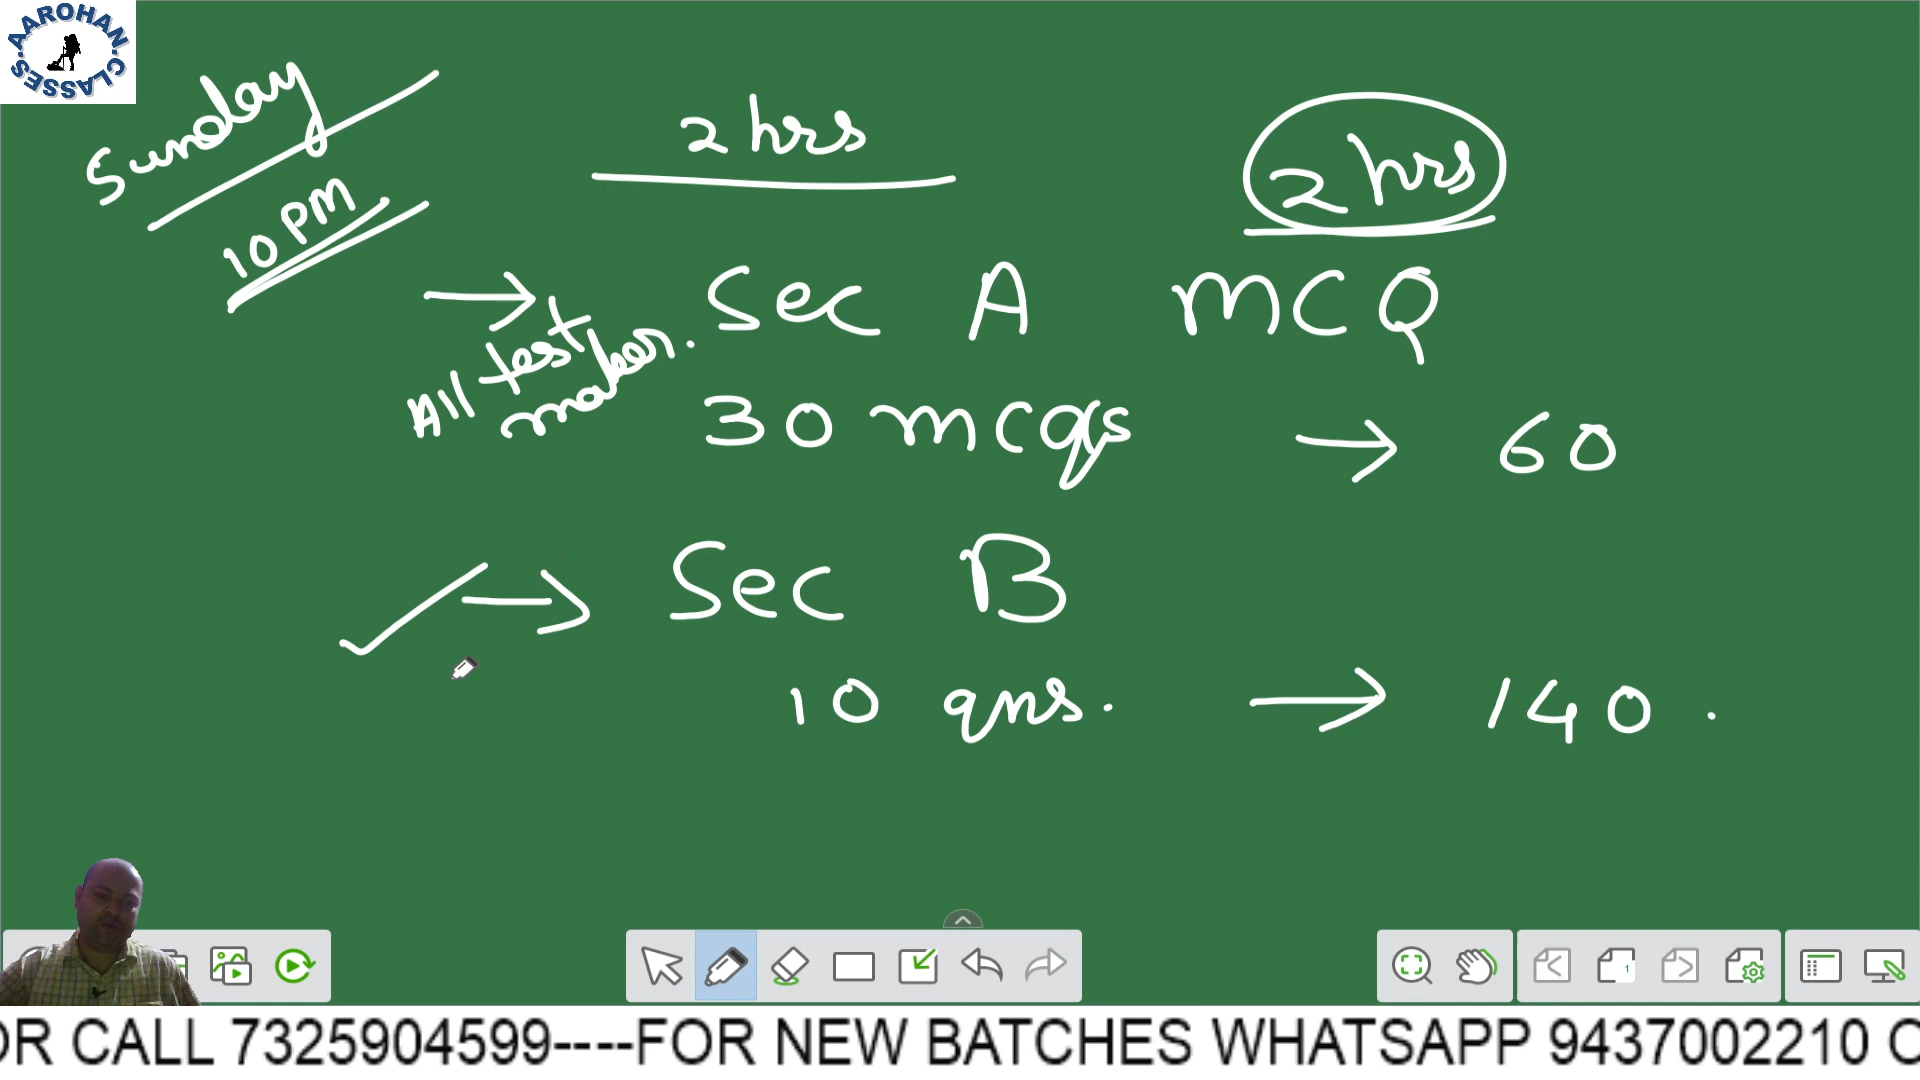 AAROHAN.CLASSES.
Sunday
10 PM
2 hrs
2 hrs
Sec A MCQ
All test maker.
30 mcqs → 60
Sec B
10 qns. → 140.
1
OR CALL 7325904599----FOR NEW BATCHES WHATSAPP 9437002210 O